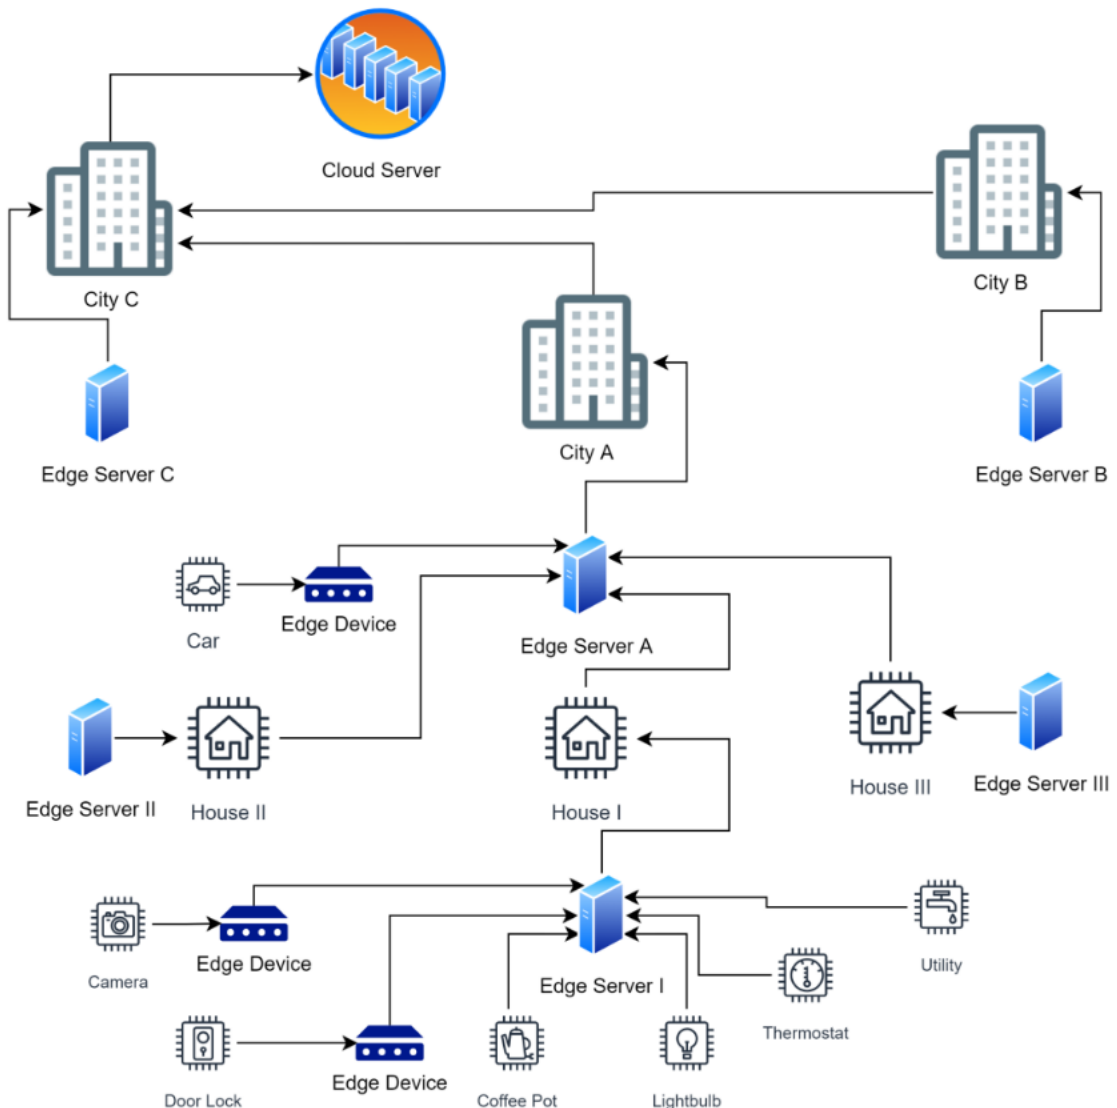 Cloud Server
City C
City B
City A
Edge Server C
Edge Server B
Car
Edge Device
Edge Server A
Edge Server II
House II
House I
House III
Edge Server III
Camera
Edge Device
Edge Server I
Utility
Thermostat
Door Lock
Edge Device
Coffee Pot
Lightbulb